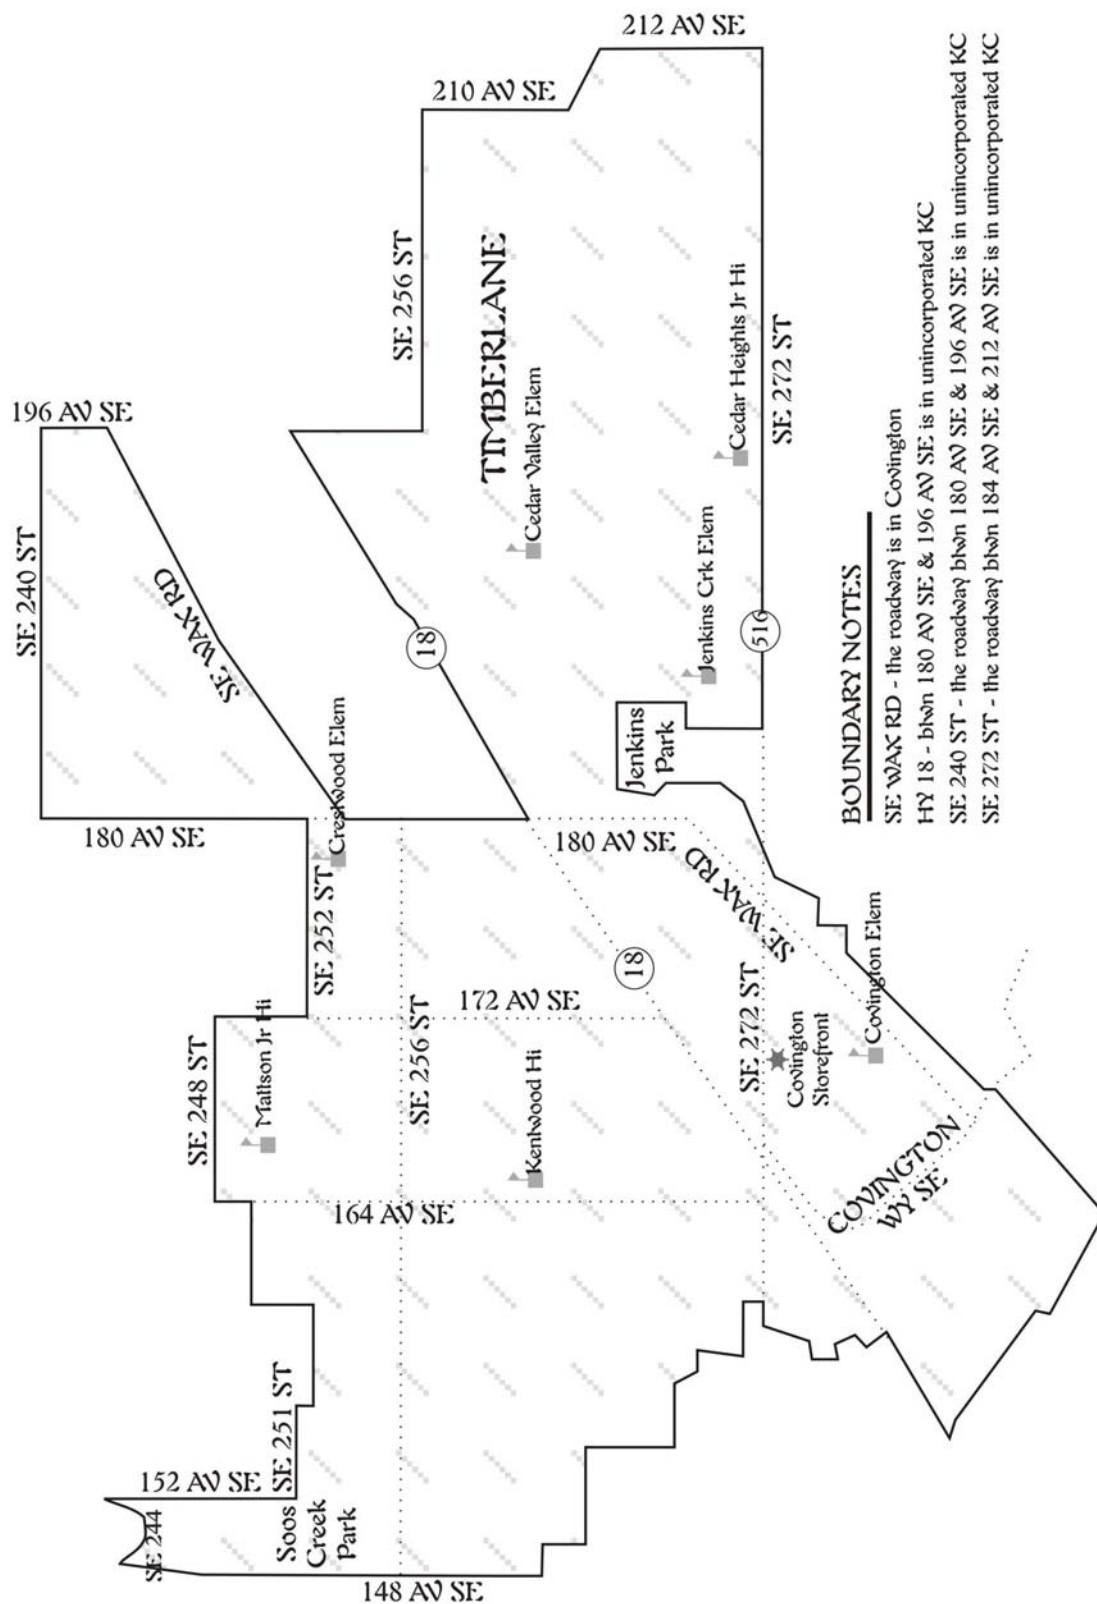 212 AV SE
210 AV SE
SE 256 ST
TIMBERLANE
Cedar Valley Elem
Cedar Heights Jr Hi
SE 272 ST
196 AV SE
SE 240 ST
SE WAX RD
18
Jenkins Crk Elem
516
Jenkins
Park
Crestwood Elem
180 AV SE
180 AV SE
SE 252 ST
SE WAX RD
18
172 AV SE
SE 256 ST
SE 248 ST
Mattson Jr Hi
Kentwood Hi
164 AV SE
SE 272 ST
Covington
Storefront
Covington Elem
COVINGTON
WY SE
SE 251 ST
152 AV SE
SE 244
Soos
Creek
Park
148 AV SE
BOUNDARY NOTES
SE WAX RD - the roadway is in Covington
HY 18 - btwn 180 AV SE & 196 AV SE is in unincorporated KC
SE 240 ST - the roadway btwn 180 AV SE & 196 AV SE is in unincorporated KC
SE 272 ST - the roadway btwn 184 AV SE & 212 AV SE is in unincorporated KC